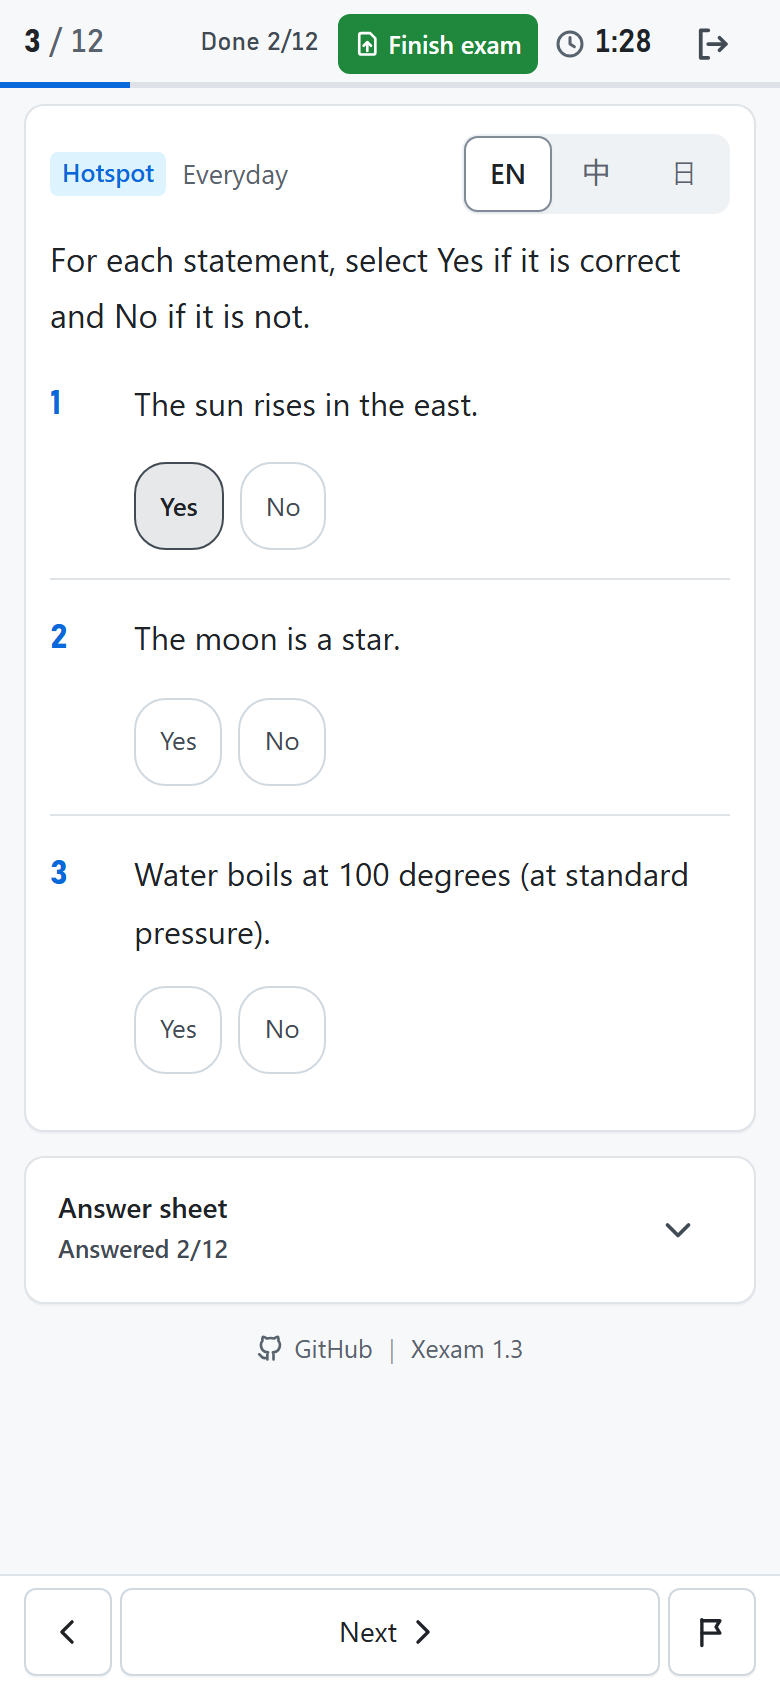 3 / 12 Done 2/12 Finish exam 1:28
Hotspot Everyday EN 中 日
For each statement, select Yes if it is correct
and No if it is not.
1 The sun rises in the east.
Yes No
2 The moon is a star.
Yes No
3 Water boils at 100 degrees (at standard
pressure).
Yes No
Answer sheet
Answered 2/12
GitHub | Xexam 1.3
Next